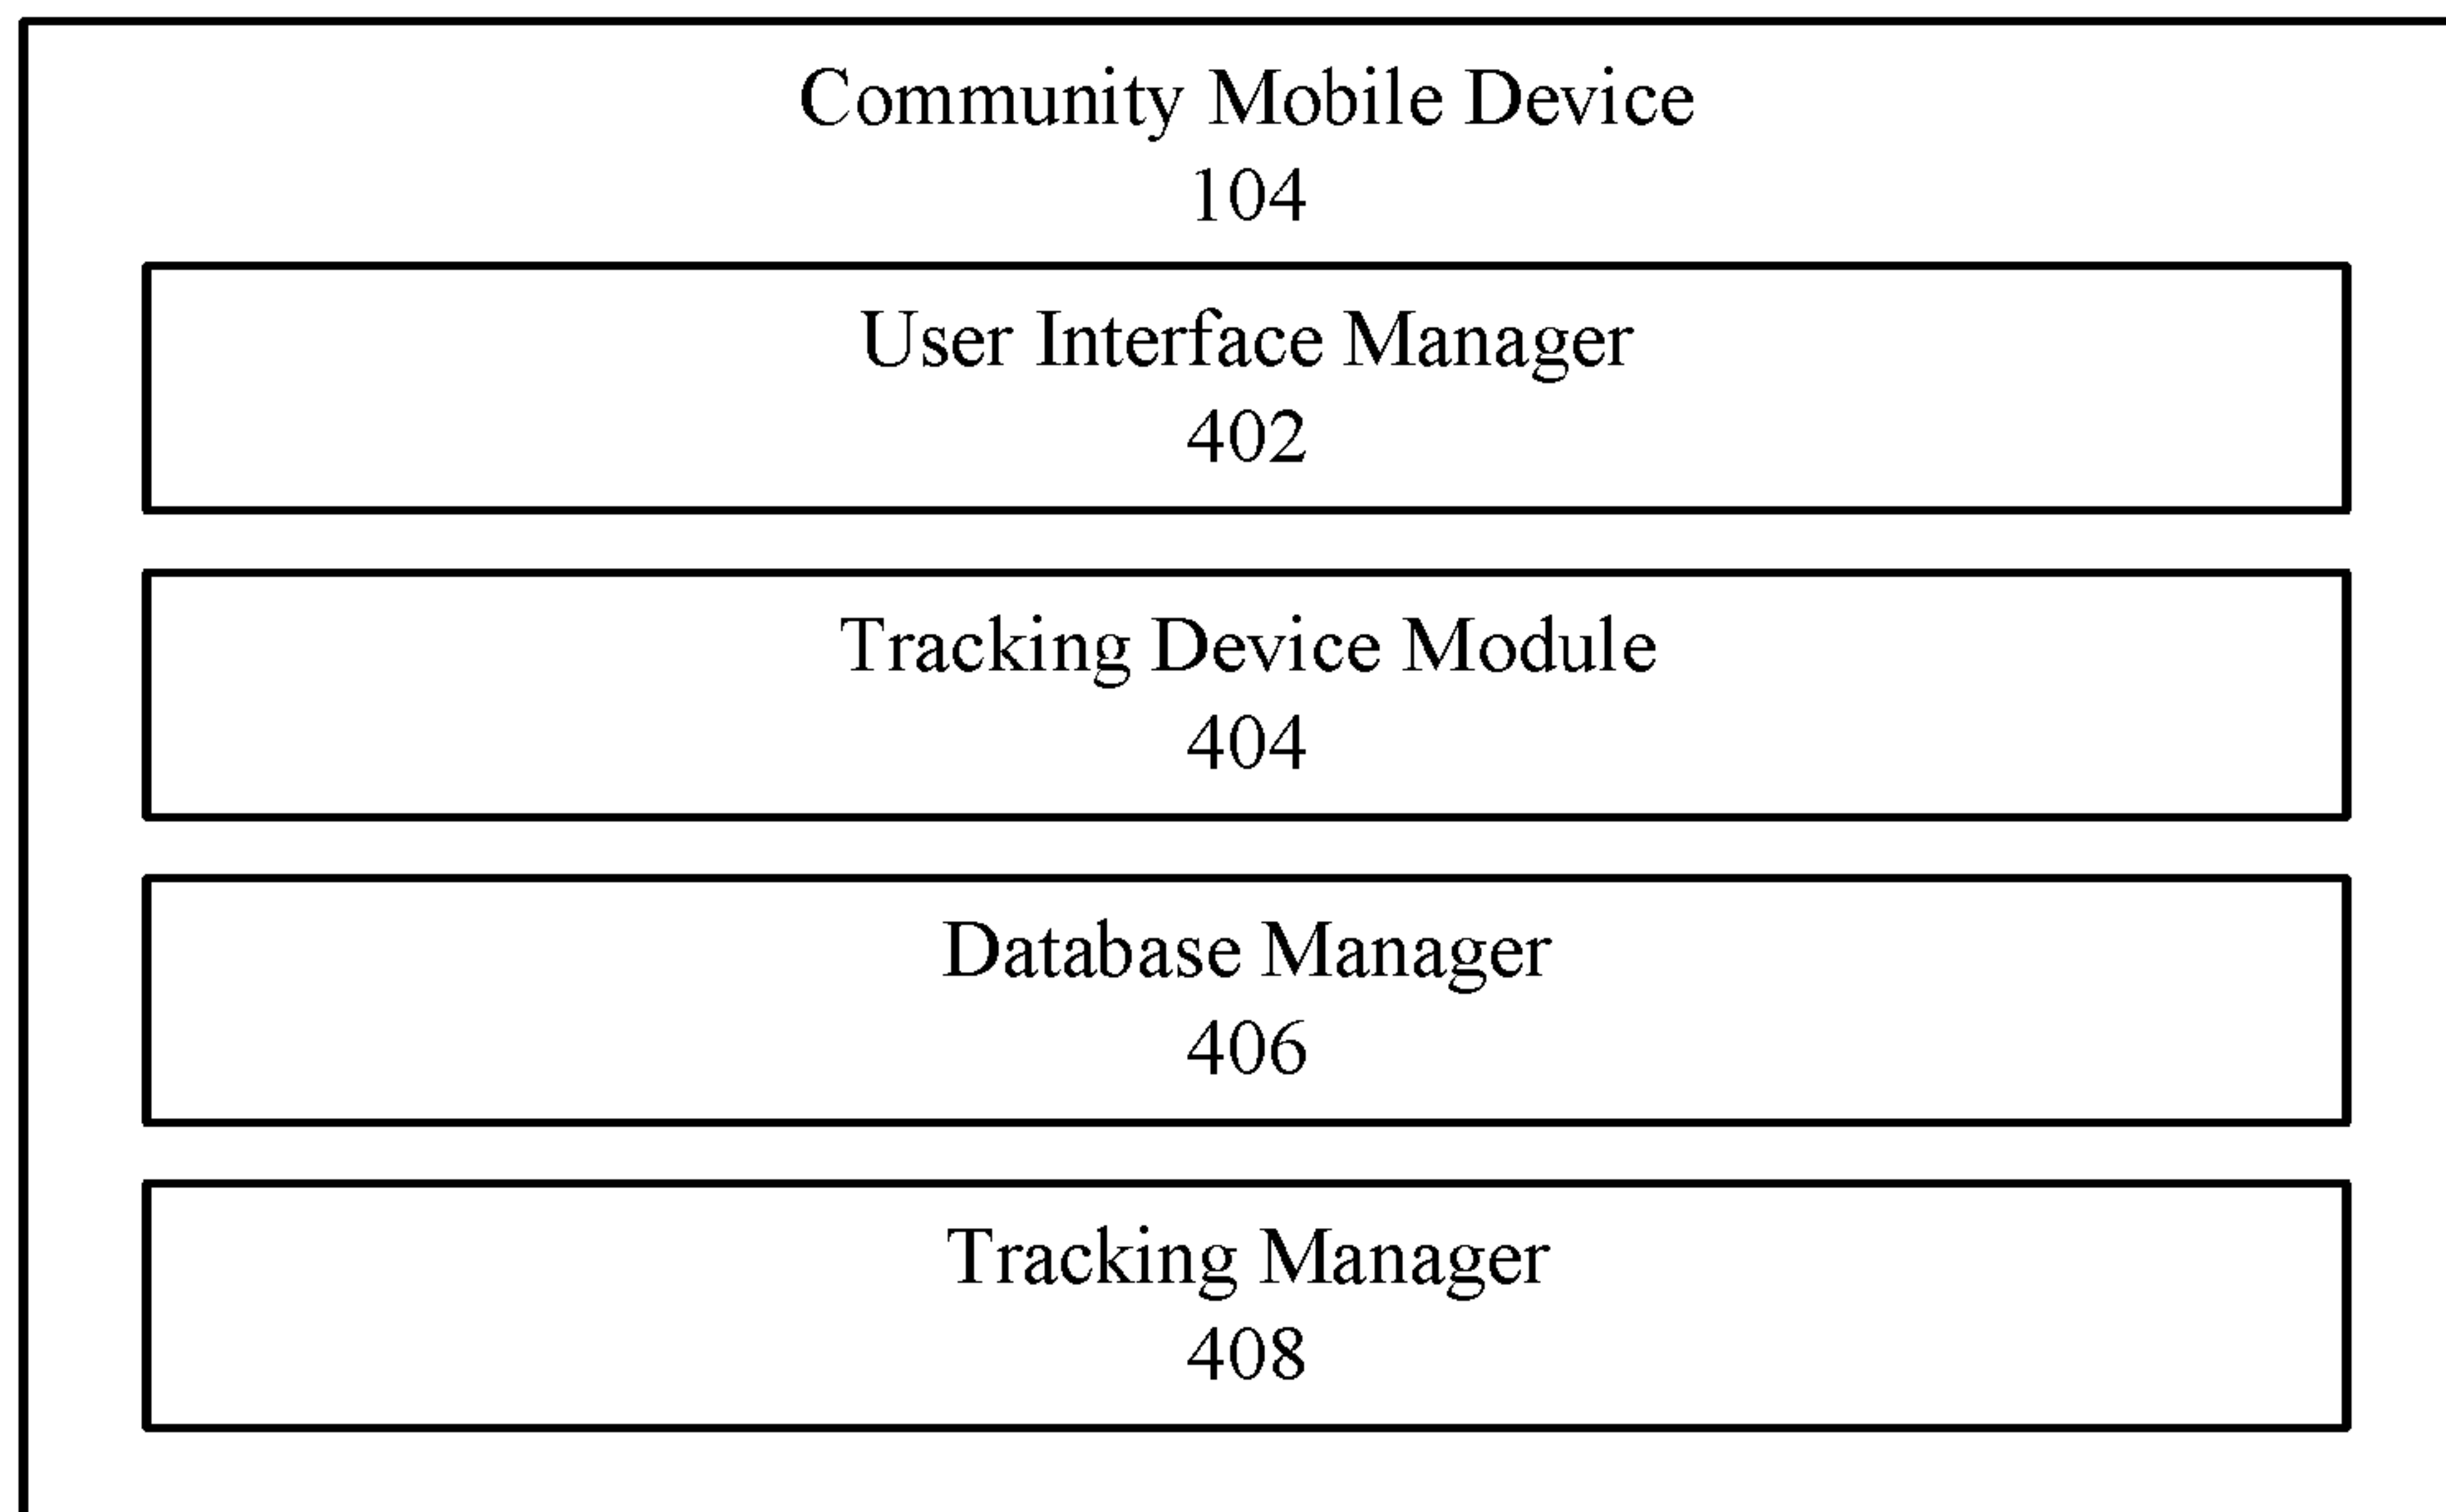 Community Mobile Device
104
User Interface Manager
402
Tracking Device Module
404
Database Manager
406
Tracking Manager
408